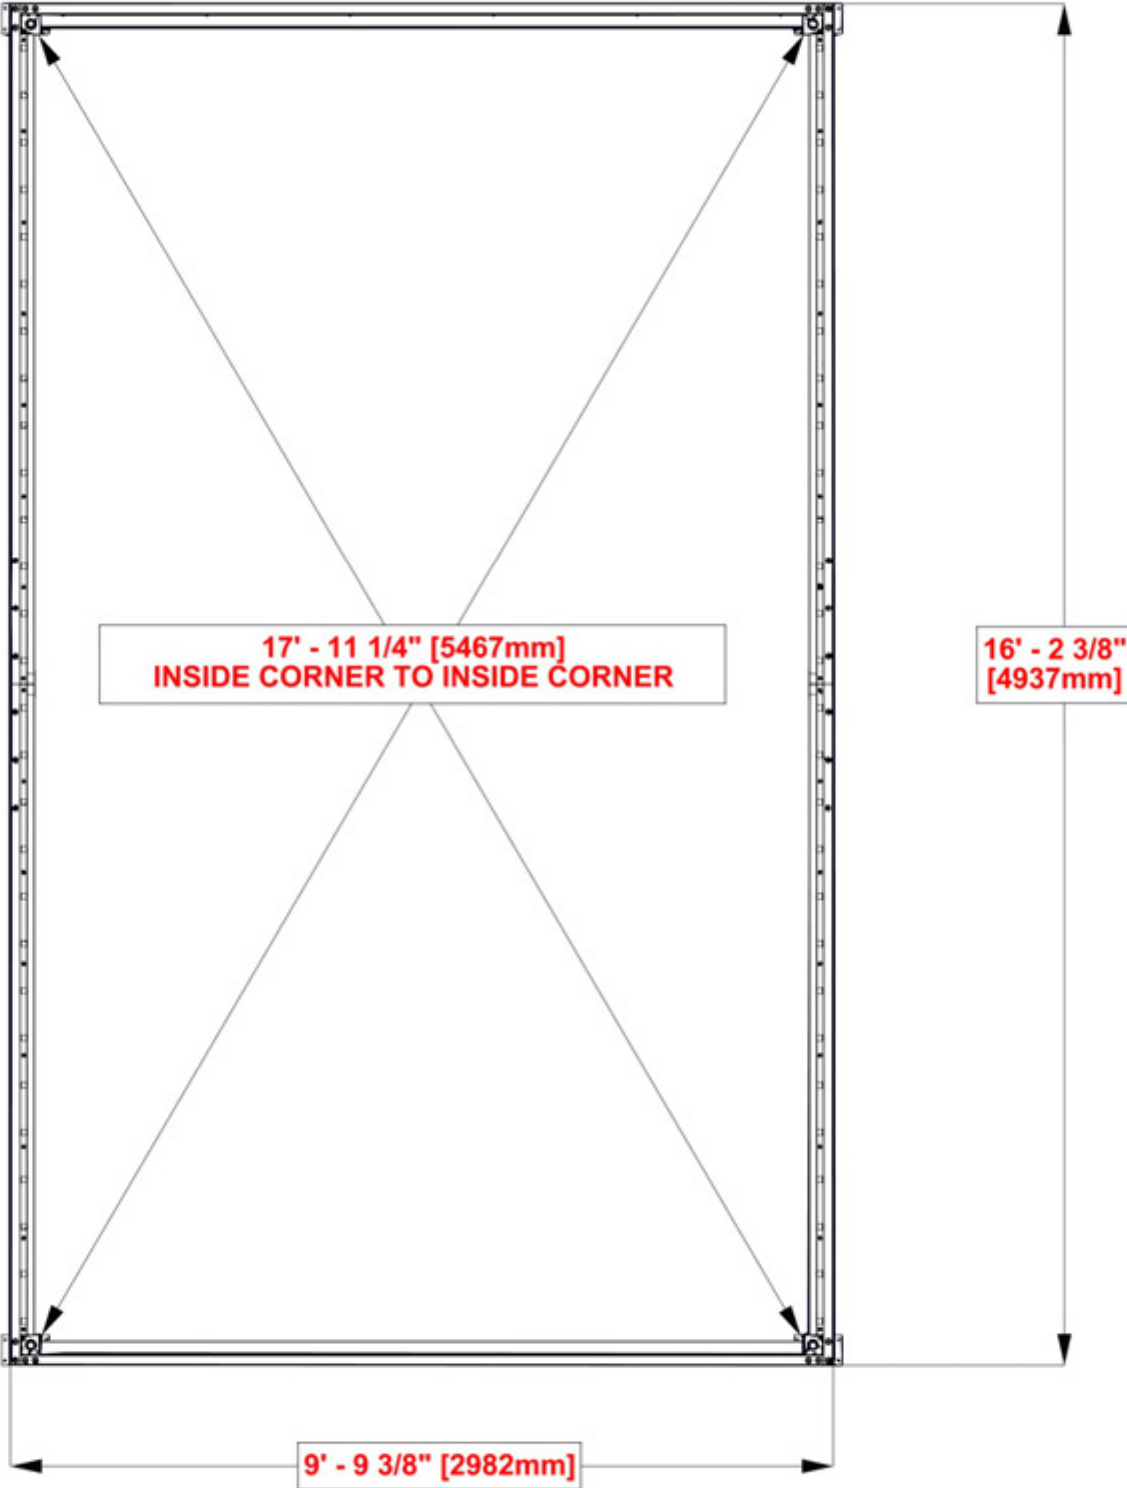 17' - 11 1/4" [5467mm]
INSIDE CORNER TO INSIDE CORNER
16' - 2 3/8"
[4937mm]
9' - 9 3/8" [2982mm]